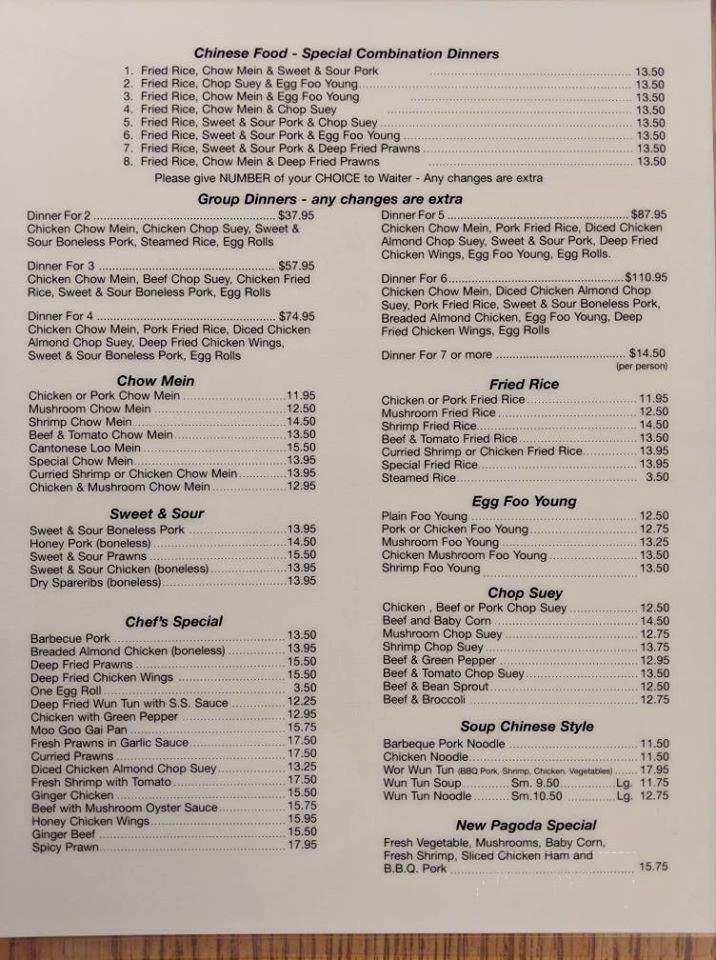 Chinese Food - Special Combination Dinners
1. Fried Rice, Chow Mein & Sweet & Sour Pork 13.50
2. Fried Rice, Chop Suey & Egg Foo Young 13.50
3. Fried Rice, Chow Mein & Egg Foo Young 13.50
4. Fried Rice, Chow Mein & Chop Suey 13.50
5. Fried Rice, Sweet & Sour Pork & Chop Suey 13.50
6. Fried Rice, Sweet & Sour Pork & Egg Foo Young 13.50
7. Fried Rice, Sweet & Sour Pork & Deep Fried Prawns 13.50
8. Fried Rice, Chow Mein & Deep Fried Prawns 13.50
Please give NUMBER of your CHOICE to Waiter - Any changes are extra
Group Dinners - any changes are extra
Dinner For 2 $37.95
Chicken Chow Mein, Chicken Chop Suey, Sweet &
Sour Boneless Pork, Steamed Rice, Egg Rolls
Dinner For 3 $57.95
Chicken Chow Mein, Beef Chop Suey, Chicken Fried
Rice, Sweet & Sour Boneless Pork, Egg Rolls
Dinner For 4 $74.95
Chicken Chow Mein, Pork Fried Rice, Diced Chicken
Almond Chop Suey, Deep Fried Chicken Wings,
Sweet & Sour Boneless Pork, Egg Rolls
Chow Mein
Chicken or Pork Chow Mein 11.95
Mushroom Chow Mein 12.50
Shrimp Chow Mein 14.50
Beef & Tomato Chow Mein 13.50
Cantonese Loo Mein 15.50
Special Chow Mein 13.95
Curried Shrimp or Chicken Chow Mein 13.95
Chicken & Mushroom Chow Mein 12.95
Sweet & Sour
Sweet & Sour Boneless Pork 13.95
Honey Pork (boneless) 14.50
Sweet & Sour Prawns 15.50
Sweet & Sour Chicken (boneless) 13.95
Dry Spareribs (boneless) 13.95
Chef's Special
Barbecue Pork 13.50
Breaded Almond Chicken (boneless) 13.95
Deep Fried Prawns 15.50
Deep Fried Chicken Wings 15.50
One Egg Roll 3.50
Deep Fried Wun Tun with S.S. Sauce 12.25
Chicken with Green Pepper 12.95
Moo Goo Gai Pan 15.75
Fresh Prawns in Garlic Sauce 17.50
Curried Prawns 17.50
Diced Chicken Almond Chop Suey 13.25
Fresh Shrimp with Tomato 17.50
Ginger Chicken 15.50
Beef with Mushroom Oyster Sauce 15.75
Honey Chicken Wings 15.95
Ginger Beef 15.50
Spicy Prawn 17.95
Dinner For 5 $87.95
Chicken Chow Mein, Pork Fried Rice, Diced Chicken
Almond Chop Suey, Sweet & Sour Pork, Deep Fried
Chicken Wings, Egg Foo Young, Egg Rolls.
Dinner For 6 $110.95
Chicken Chow Mein, Diced Chicken Almond Chop
Suey, Pork Fried Rice, Sweet & Sour Boneless Pork,
Breaded Almond Chicken, Egg Foo Young, Deep
Fried Chicken Wings, Egg Rolls
Dinner For 7 or more $14.50
(per person)
Fried Rice
Chicken or Pork Fried Rice 11.95
Mushroom Fried Rice 12.50
Shrimp Fried Rice 14.50
Beef & Tomato Fried Rice 13.50
Curried Shrimp or Chicken Fried Rice 13.95
Special Fried Rice 13.95
Steamed Rice 3.50
Egg Foo Young
Plain Foo Young 12.50
Pork or Chicken Foo Young 12.75
Mushroom Foo Young 13.25
Chicken Mushroom Foo Young 13.50
Shrimp Foo Young 13.50
Chop Suey
Chicken , Beef or Pork Chop Suey 12.50
Beef and Baby Corn 14.50
Mushroom Chop Suey 12.75
Shrimp Chop Suey 13.75
Beef & Green Pepper 12.95
Beef & Tomato Chop Suey 13.50
Beef & Bean Sprout 12.50
Beef & Broccoli 12.75
Soup Chinese Style
Barbeque Pork Noodle 11.50
Chicken Noodle 11.50
Wor Wun Tun (BBQ Pork, Shrimp, Chicken, Vegetables) 17.95
Wun Tun Soup Sm. 9.50 Lg. 11.75
Wun Tun Noodle Sm.10.50 Lg. 12.75
New Pagoda Special
Fresh Vegetable, Mushrooms, Baby Corn,
Fresh Shrimp, Sliced Chicken Ham and
B.B.Q. Pork 15.75